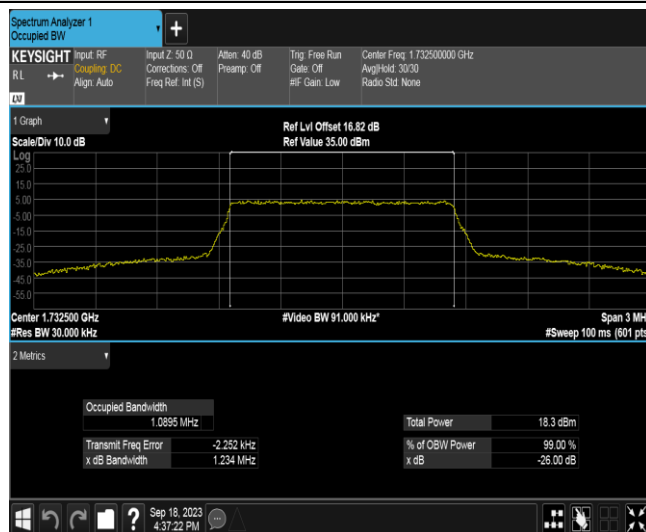 Spectrum Analyzer 1
Occupied BW
+
KEYSIGHT Input: RF Input Z: 50 Ω Atten: 40 dB Trig: Free Run Center Freq: 1.732500000 GHz
RL Coupling: DC Corrections: Off Preamp: Off Gate: Off Avg|Hold: 30/30
Align: Auto Freq Ref: Int (S) #IF Gain: Low Radio Std: None
LXI
1 Graph
Ref Lvl Offset 16.82 dB
Scale/Div 10.0 dB Ref Value 35.00 dBm
Log
25.0
15.0
5.00
-5.00
-15.0
-25.0
-35.0
-45.0
-55.0
Center 1.732500 GHz #Video BW 91.000 kHz* Span 3 MH
#Res BW 30.000 kHz #Sweep 100 ms (601 pts
2 Metrics
Occupied Bandwidth
1.0895 MHz Total Power 18.3 dBm
Transmit Freq Error -2.252 kHz % of OBW Power 99.00 %
x dB Bandwidth 1.234 MHz x dB -26.00 dB
? Sep 18, 2023
4:37:22 PM